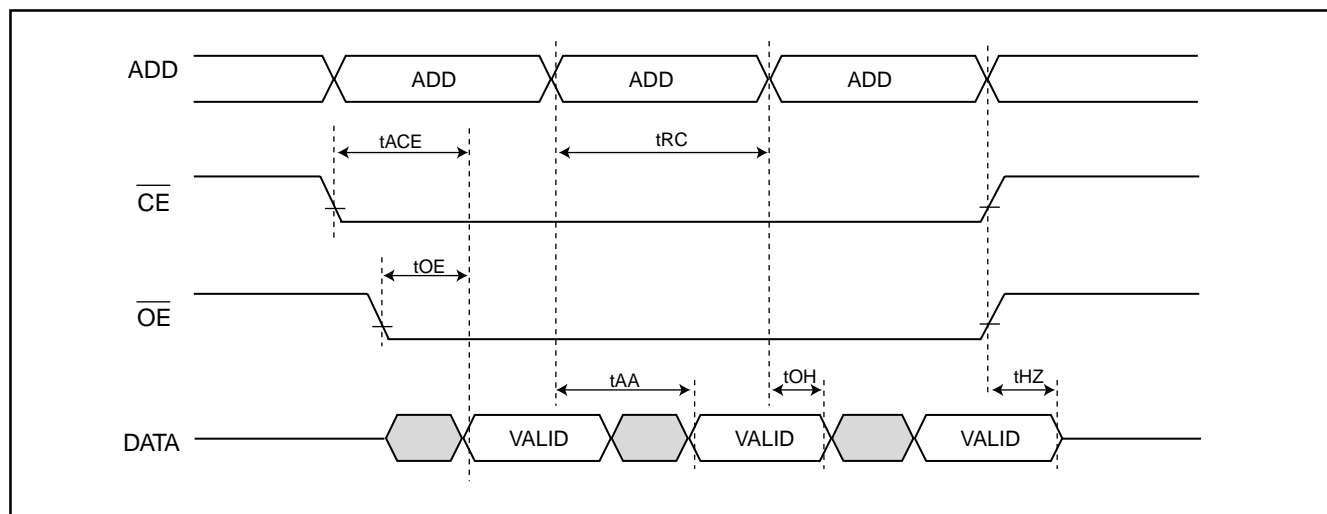 ADD ADD ADD ADD
tACE tRC
CE
tOE
OE
tAA tOH tHZ
DATA VALID VALID VALID